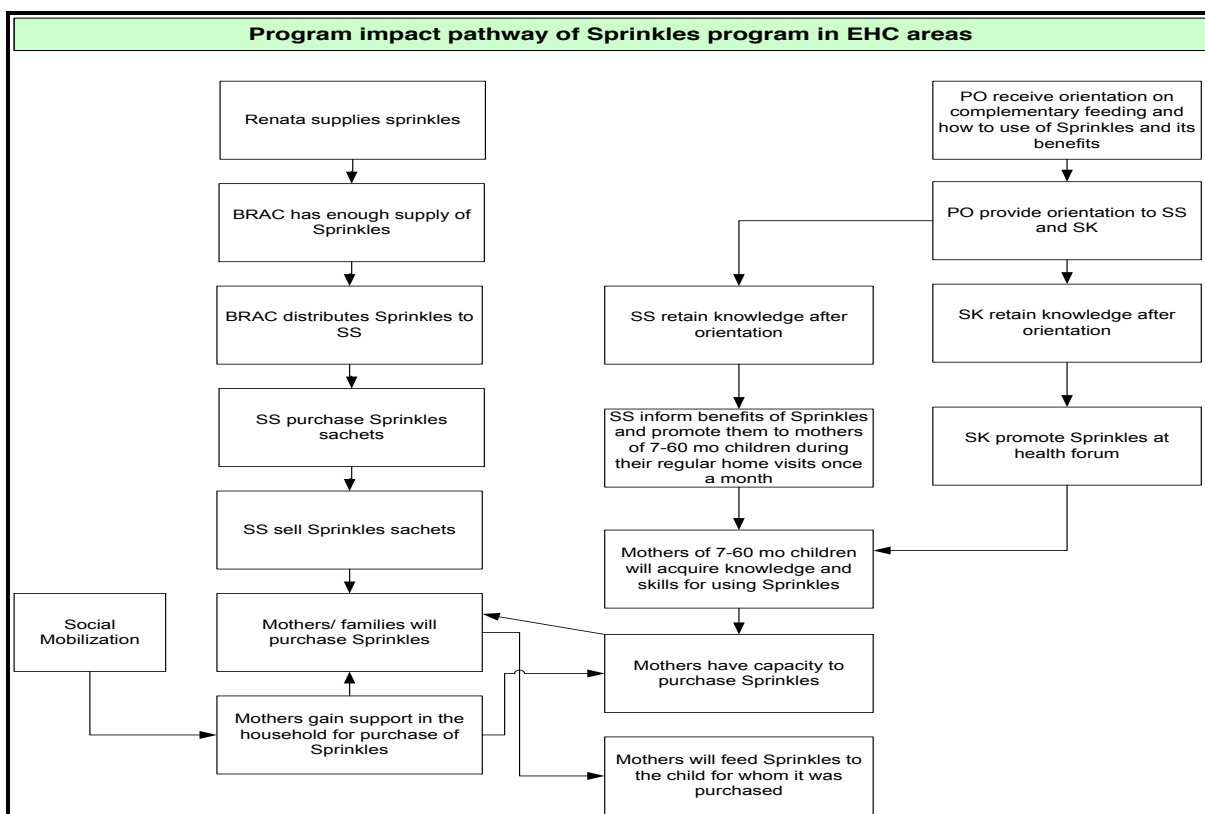 Program impact pathway of Sprinkles program in EHC areas
Renata supplies sprinkles
BRAC has enough supply of
Sprinkles
BRAC distributes Sprinkles to
SS
SS purchase Sprinkles
sachets
SS sell Sprinkles sachets
Mothers/ families will
purchase Sprinkles
Social
Mobilization
Mothers gain support in the
household for purchase of
Sprinkles
PO receive orientation on
complementary feeding and
how to use of Sprinkles and its
benefits
PO provide orientation to SS
and SK
SS retain knowledge after
orientation
SK retain knowledge after
orientation
SS inform benefits of Sprinkles
and promote them to mothers
of 7-60 mo children during
their regular home visits once
a month
SK promote Sprinkles at
health forum
Mothers of 7-60 mo children
will acquire knowledge and
skills for using Sprinkles
Mothers have capacity to
purchase Sprinkles
Mothers will feed Sprinkles to
the child for whom it was
purchased